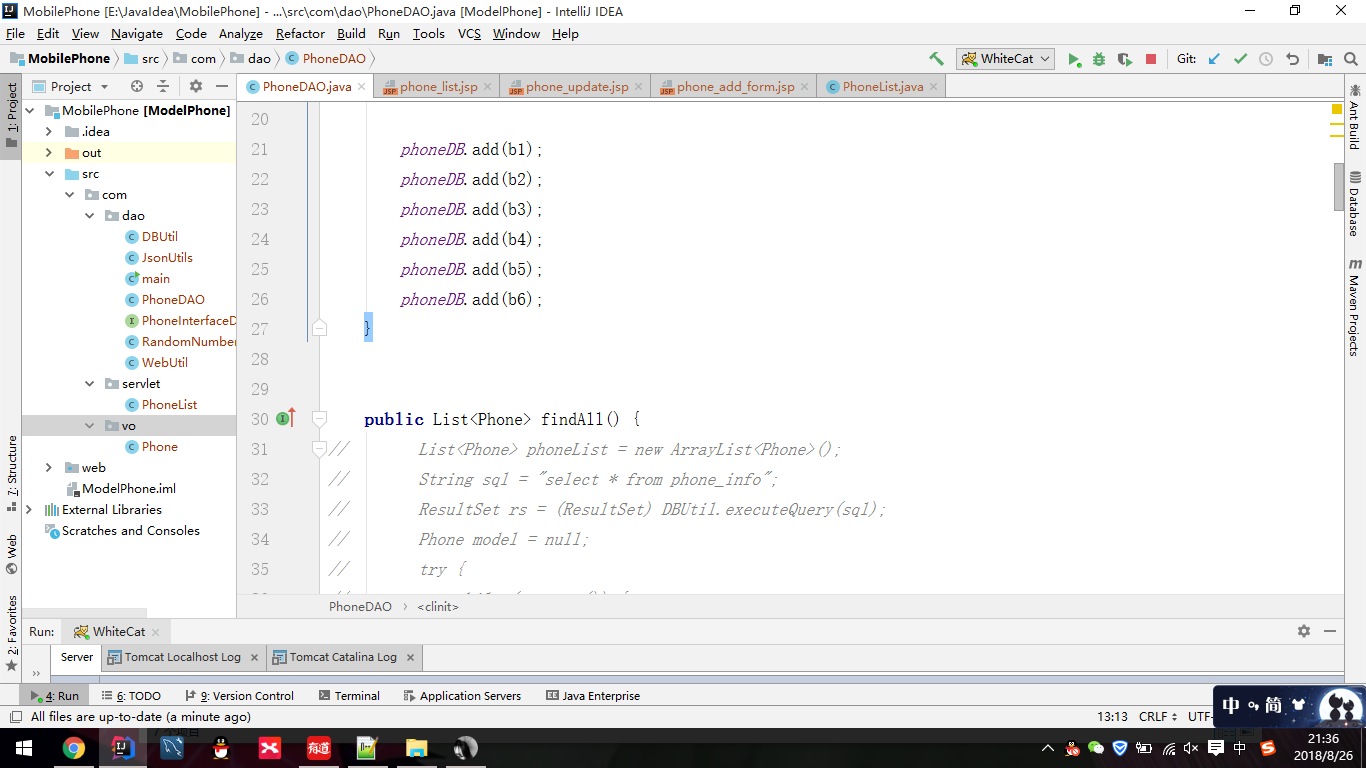 MobilePhone [E:\JavaIdea\MobilePhone] - ...\src\com\dao\PhoneDAO.java [ModelPhone] - IntelliJ IDEA
File Edit View Navigate Code Analyze Refactor Build Run Tools VCS Window Help
MobilePhone src com dao PhoneDAO WhiteCat Git:
Project PhoneDAO.java phone_list.jsp phone_update.jsp phone_add_form.jsp PhoneList.java
1: Project
7: Structure
Web
2: Favorites
MobilePhone [ModelPhone]
.idea
out
src
com
dao
DBUtil
JsonUtils
main
PhoneDAO
PhoneInterfaceD
RandomNumber
WebUtil
servlet
PhoneList
vo
Phone
web
ModelPhone.iml
External Libraries
Scratches and Consoles
20
21 phoneDB.add(b1);
22 phoneDB.add(b2);
23 phoneDB.add(b3);
24 phoneDB.add(b4);
25 phoneDB.add(b5);
26 phoneDB.add(b6);
27 }
28
29
30 public List<Phone> findAll() {
31 // List<Phone> phoneList = new ArrayList<Phone>();
32 // String sql = "select * from phone_info";
33 // ResultSet rs = (ResultSet) DBUtil.executeQuery(sql);
34 // Phone model = null;
35 // try {
PhoneDAO <clinit>
Ant Build
Database
Maven Projects
Run: WhiteCat
Server Tomcat Localhost Log Tomcat Catalina Log
4: Run 6: TODO 9: Version Control Terminal Application Servers Java Enterprise
All files are up-to-date (a minute ago) 13:13 CRLF UTF-
中 简
7个项目
有道
中
21:36
2018/8/26